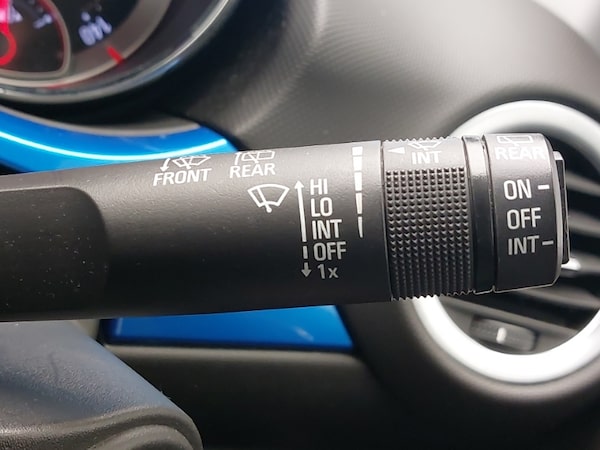 FRONT
REAR
HI
LO
INT
OFF
1x
INT
REAR
ON
OFF
INT